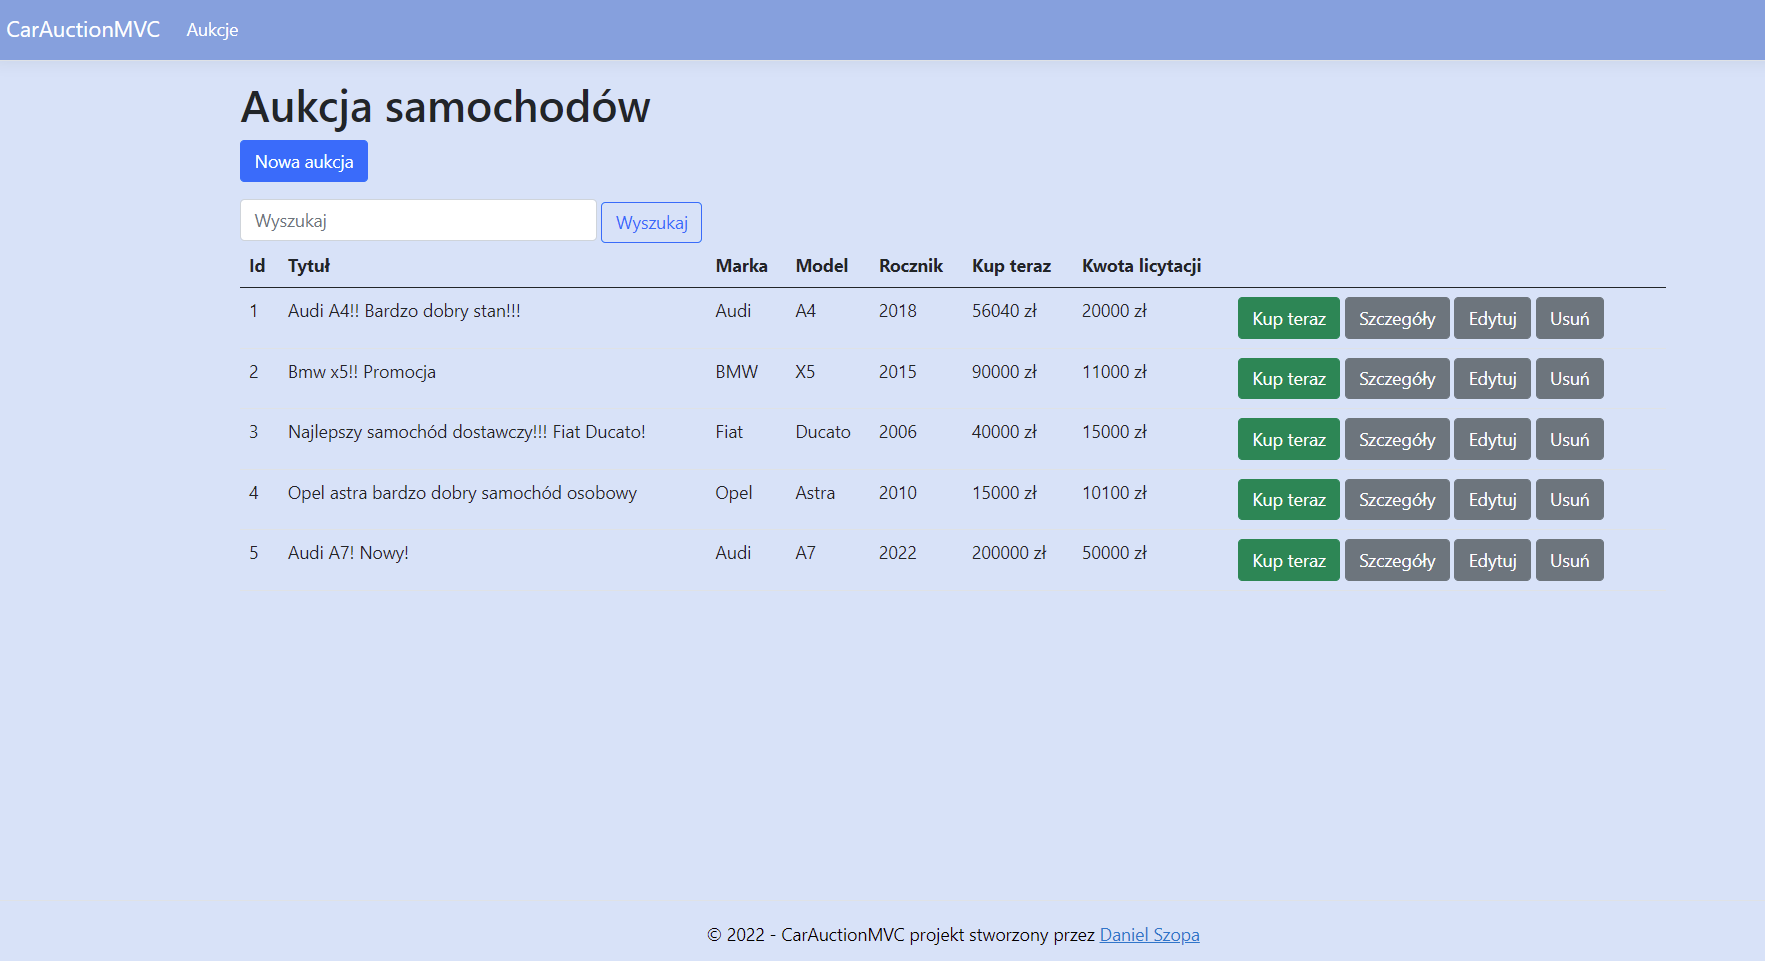 CarAuctionMVC Aukcje
Aukcja samochodów
Nowa aukcja
Wyszukaj Wyszukaj
Id Tytuł Marka Model Rocznik Kup teraz Kwota licytacji
1 Audi A4!! Bardzo dobry stan!!! Audi A4 2018 56040 zł 20000 zł Kup teraz Szczegóły Edytuj Usuń
2 Bmw x5!! Promocja BMW X5 2015 90000 zł 11000 zł Kup teraz Szczegóły Edytuj Usuń
3 Najlepszy samochód dostawczy!!! Fiat Ducato! Fiat Ducato 2006 40000 zł 15000 zł Kup teraz Szczegóły Edytuj Usuń
4 Opel astra bardzo dobry samochód osobowy Opel Astra 2010 15000 zł 10100 zł Kup teraz Szczegóły Edytuj Usuń
5 Audi A7! Nowy! Audi A7 2022 200000 zł 50000 zł Kup teraz Szczegóły Edytuj Usuń
© 2022 - CarAuctionMVC projekt stworzony przez Daniel Szopa